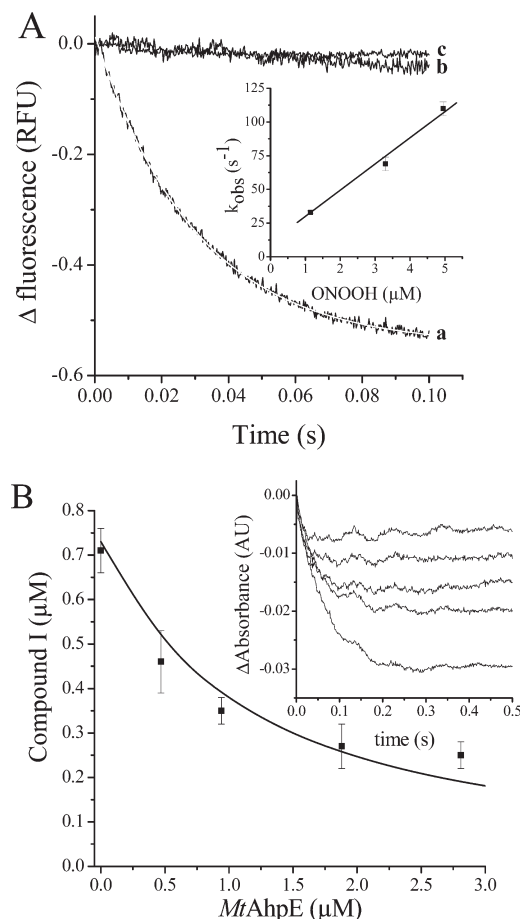 A
Δ fluorescence (RFU)
0.0
-0.2
-0.4
-0.6
0.00 0.02 0.04 0.06 0.08 0.10
Time (s)
c
b
a
k_obs (s⁻¹)
125
100
75
50
25
0
0 1 2 3 4 5
ONOOH (µM)
B
Compound I (µM)
0.8
0.7
0.6
0.5
0.4
0.3
0.2
0.1
0.0
0.0 0.5 1.0 1.5 2.0 2.5 3.0
MtAhpE (µM)
ΔAbsorbance (AU)
0.00
-0.01
-0.02
-0.03
0.0 0.1 0.2 0.3 0.4 0.5
time (s)